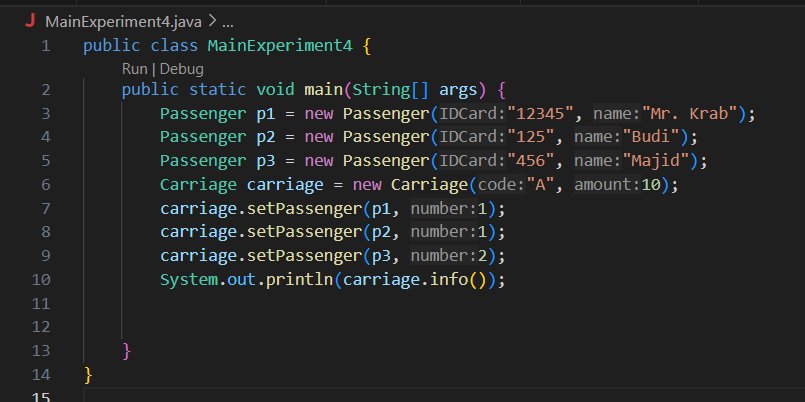 MainExperiment4.java > ...
1 public class MainExperiment4 {
Run | Debug
2 public static void main(String[] args) {
3 Passenger p1 = new Passenger(IDCard:"12345", name:"Mr. Krab");
4 Passenger p2 = new Passenger(IDCard:"125", name:"Budi");
5 Passenger p3 = new Passenger(IDCard:"456", name:"Majid");
6 Carriage carriage = new Carriage(code:"A", amount:10);
7 carriage.setPassenger(p1, number:1);
8 carriage.setPassenger(p2, number:1);
9 carriage.setPassenger(p3, number:2);
10 System.out.println(carriage.info());
11
12
13 }
14 }
15